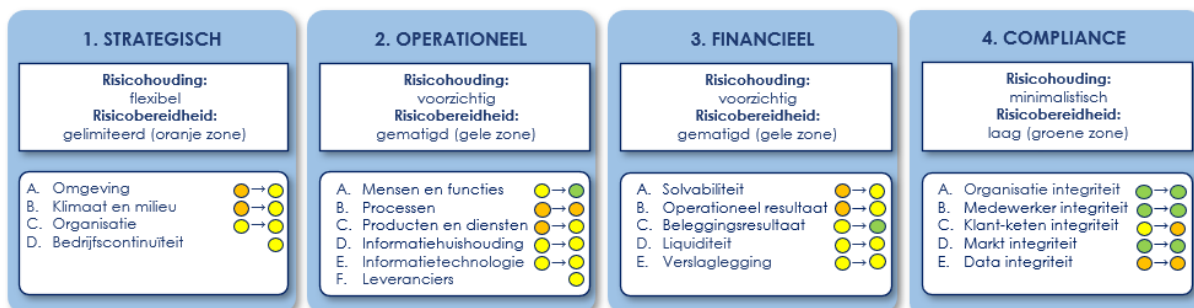 1. STRATEGISCH
Risicohouding:
flexibel
Risicobereidheid:
gelimiteerd (oranje zone)
A. Omgeving →
B. Klimaat en milieu →
C. Organisatie →
D. Bedrijfscontinuïteit
2. OPERATIONEEL
Risicohouding:
voorzichtig
Risicobereidheid:
gematigd (gele zone)
A. Mensen en functies →
B. Processen →
C. Producten en diensten →
D. Informatiehuishouding →
E. Informatietechnologie →
F. Leveranciers
3. FINANCIEEL
Risicohouding:
voorzichtig
Risicobereidheid:
gematigd (gele zone)
A. Solvabiliteit →
B. Operationeel resultaat →
C. Beleggingsresultaat →
D. Liquiditeit →
E. Verslaglegging →
4. COMPLIANCE
Risicohouding:
minimalistisch
Risicobereidheid:
laag (groene zone)
A. Organisatie integriteit →
B. Medewerker integriteit →
C. Klant-keten integriteit →
D. Markt integriteit →
E. Data integriteit →